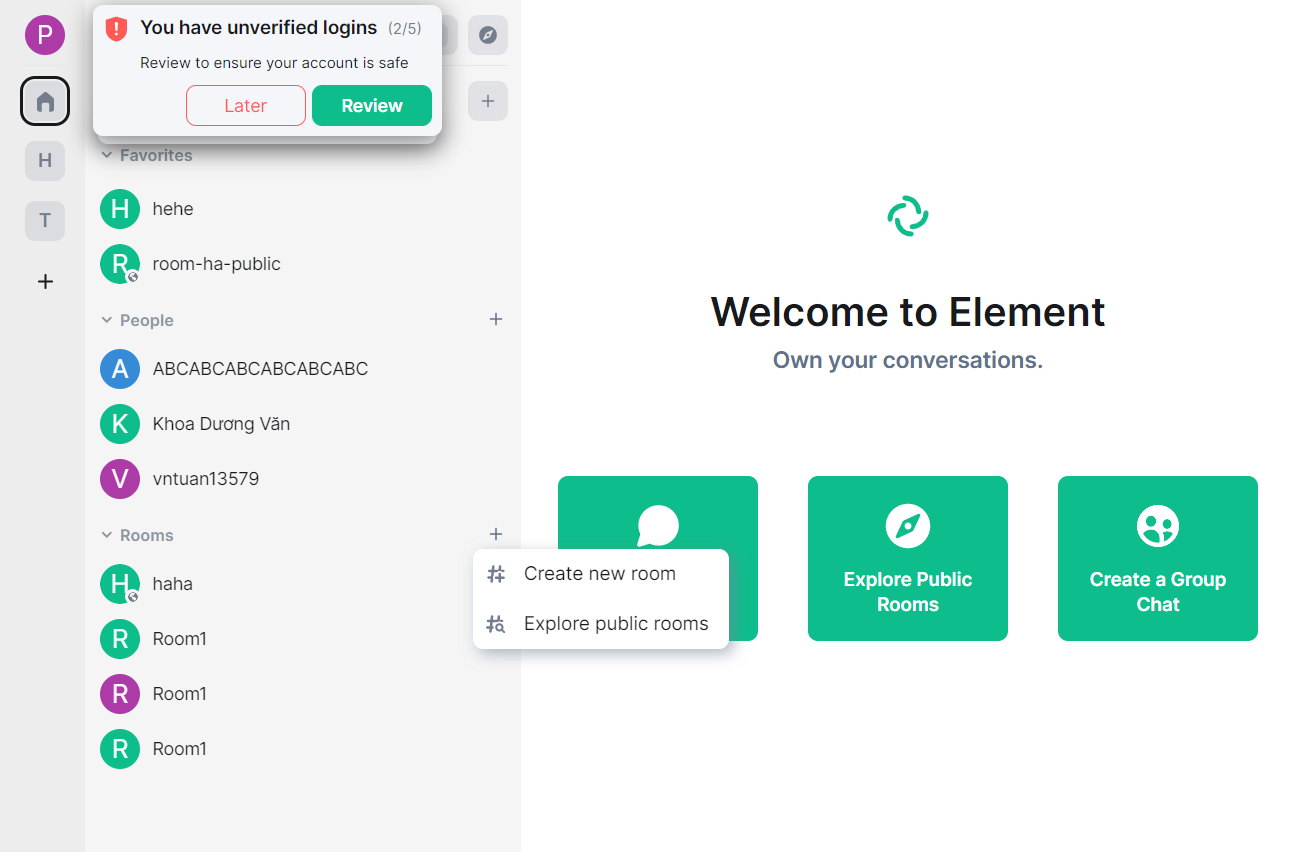 P
You have unverified logins (2/5)
Review to ensure your account is safe
Later
Review
H
T
Favorites
H hehe
R room-ha-public
People
A ABCABCABCABCABCABC
K Khoa Dương Văn
V vntuan13579
Rooms
H haha
R Room1
R Room1
R Room1
Create new room
Explore public rooms
Welcome to Element
Own your conversations.
Explore Public
Rooms
Create a Group
Chat